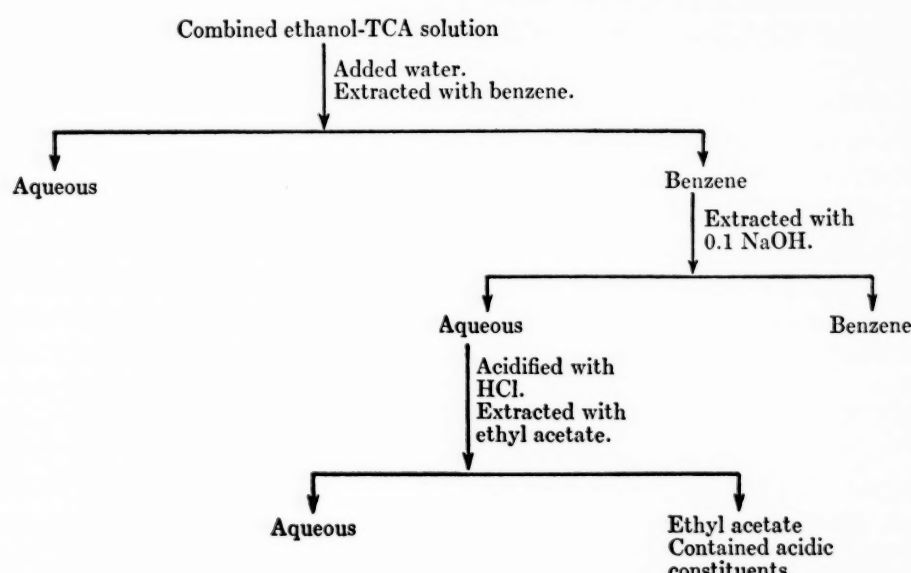 Combined ethanol-TCA solution
Added water.
Extracted with benzene.
Aqueous
Benzene
Extracted with
0.1 NaOH.
Aqueous
Benzene
Acidified with
HCl.
Extracted with
ethyl acetate.
Aqueous
Ethyl acetate
Contained acidic
constituents